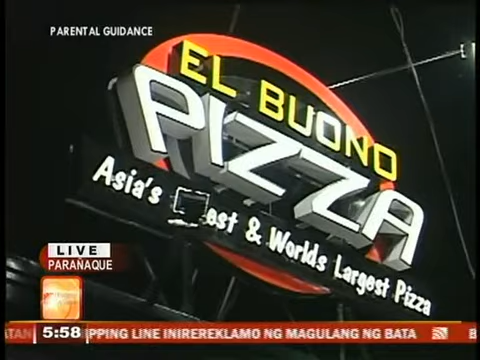 PARENTAL GUIDANCE
EL BUONO
PIZZA
Asia's est & Worlds Largest Pizza
LIVE
PARAÑAQUE
5:58 IPPING LINE INIREREKLAMO NG MAGULANG NG BATA